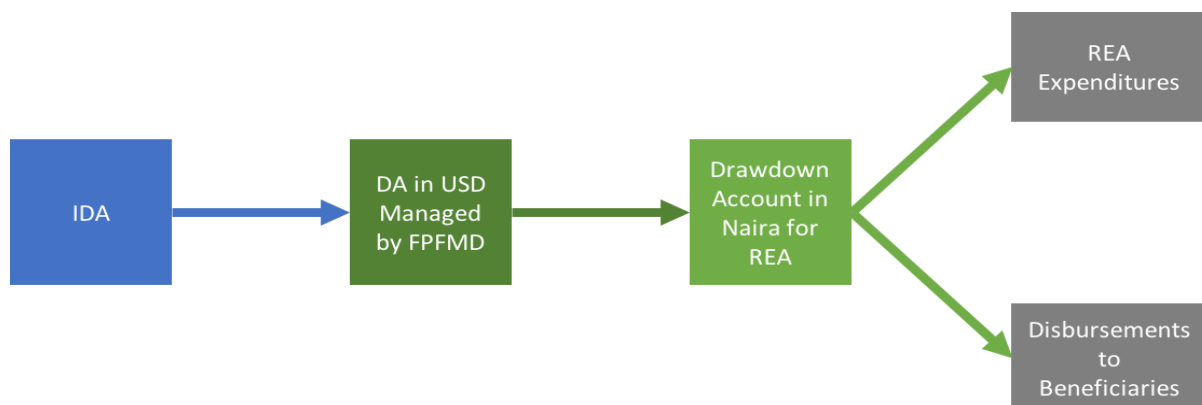 IDA
DA in USD
Managed
by FPFMD
Drawdown
Account in
Naira for
REA
REA
Expenditures
Disbursements
to
Beneficiaries